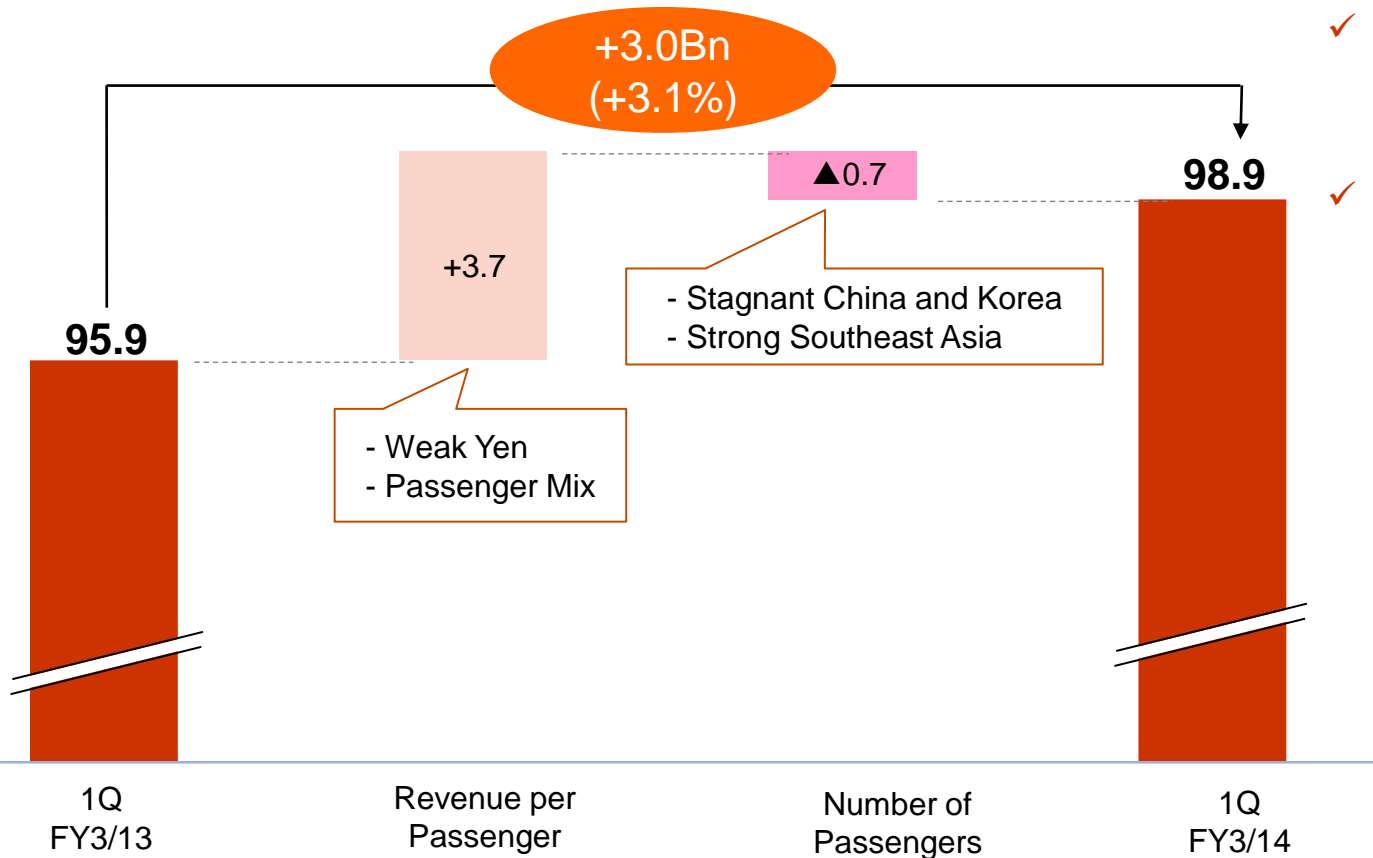 +3.0Bn
(+3.1%)
✓
▲0.7
98.9
✓
+3.7
- Stagnant China and Korea
- Strong Southeast Asia
95.9
- Weak Yen
- Passenger Mix
1Q
FY3/13
Revenue per
Passenger
Number of
Passengers
1Q
FY3/14